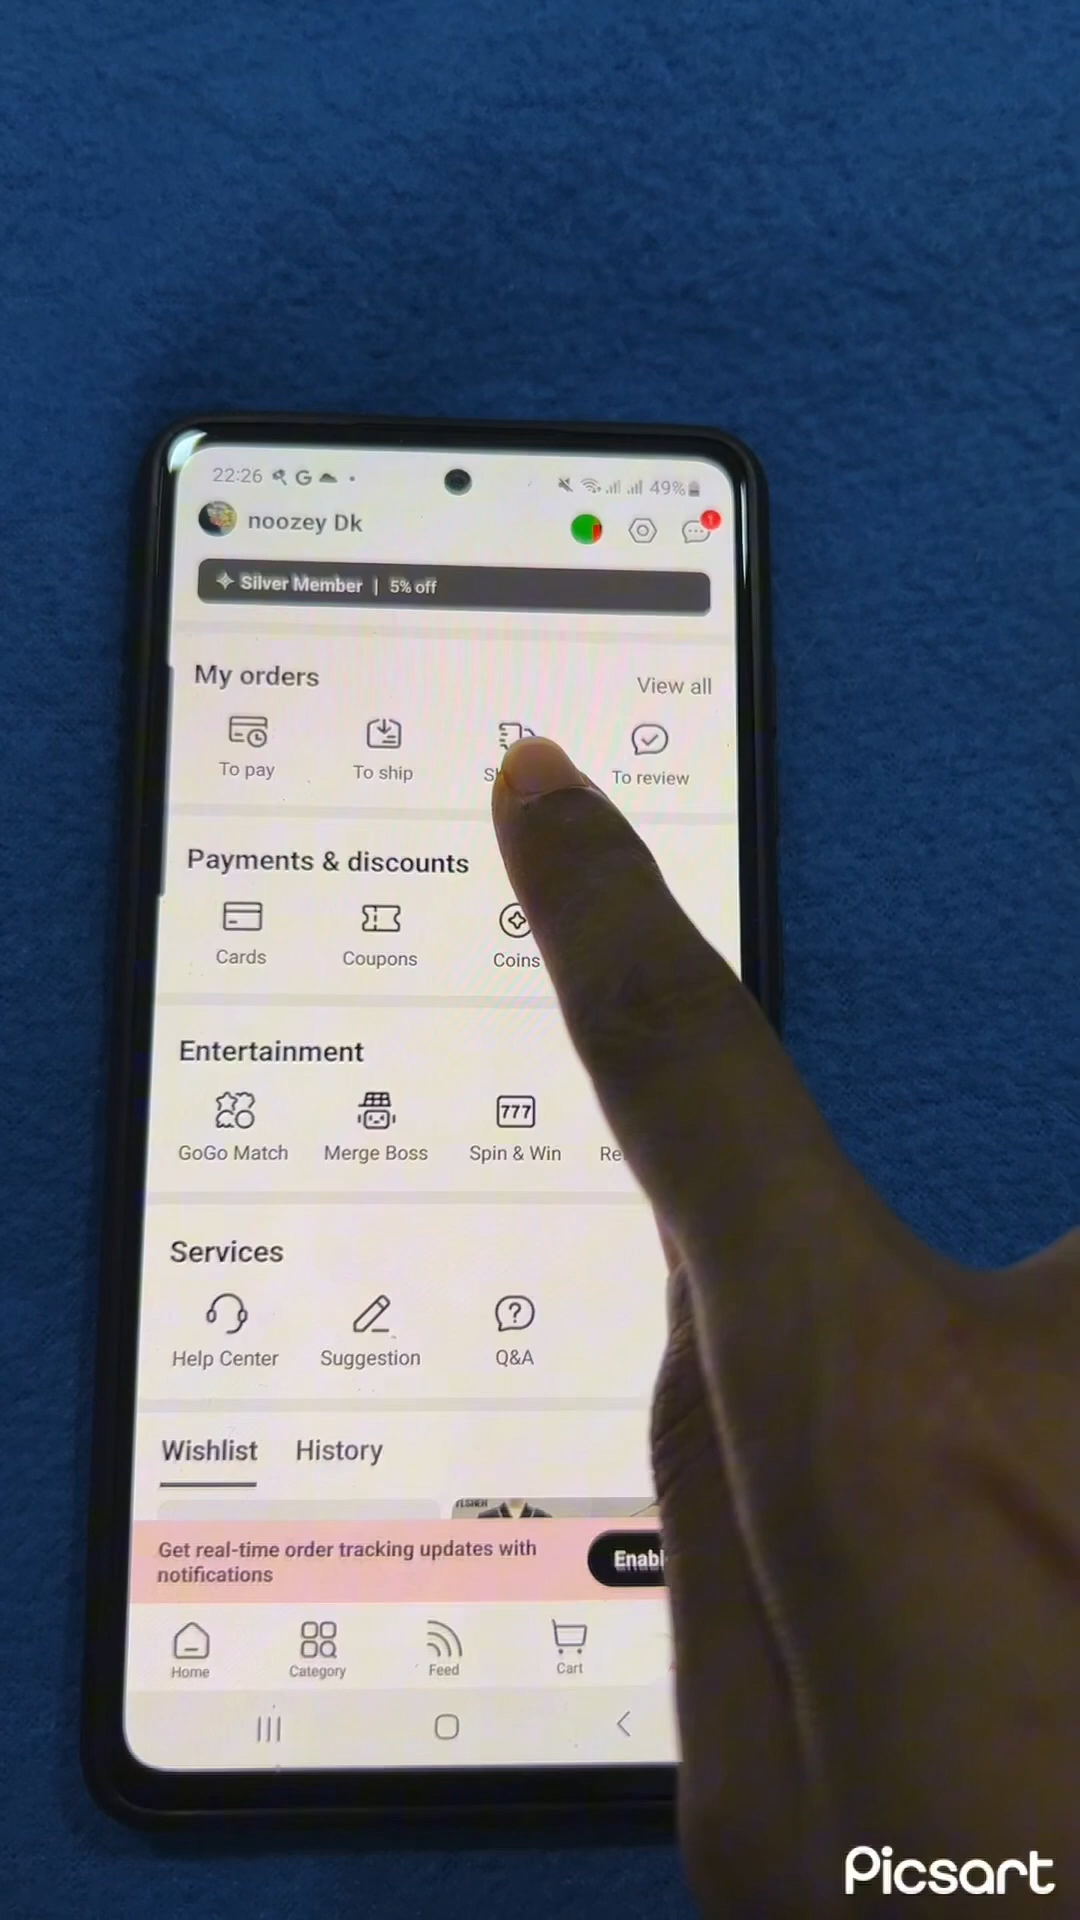 22:26 G 49%
noozey Dk
1
Silver Member | 5% off
My orders View all
To pay To ship To review
Payments & discounts
Cards Coupons Coins
Entertainment
777
GoGo Match Merge Boss Spin & Win
Services
?
Help Center Suggestion Q&A
Wishlist History
Get real-time order tracking updates with
notifications
Enabl
Home Category Feed Cart
Picsart